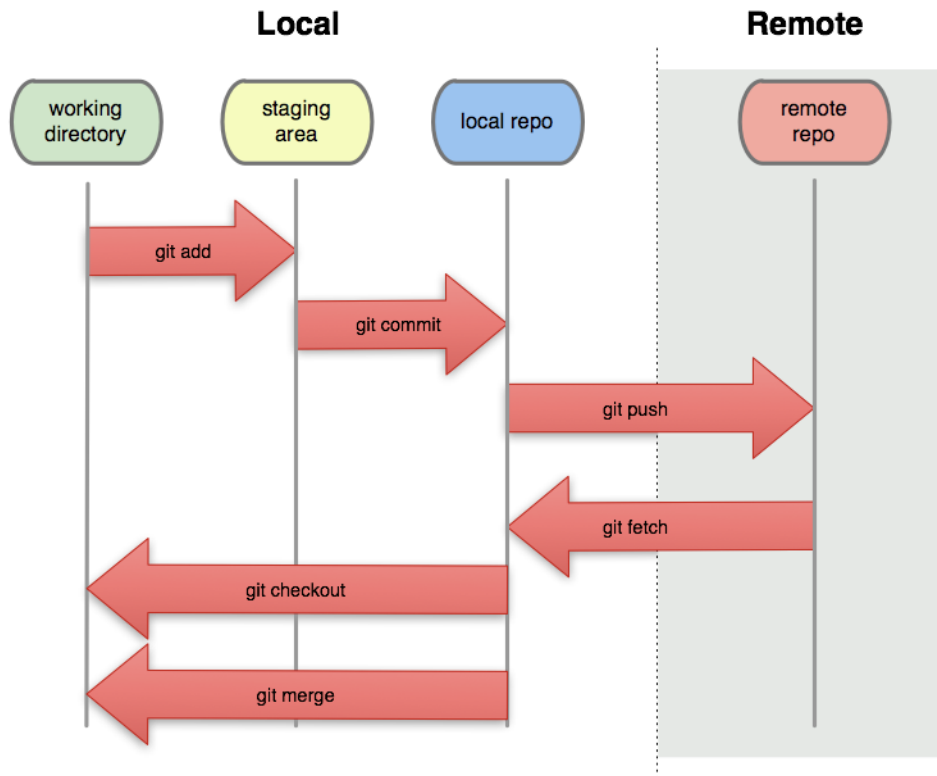 Local
Remote
working
directory
staging
area
local repo
remote
repo
git add
git commit
git push
git fetch
git checkout
git merge